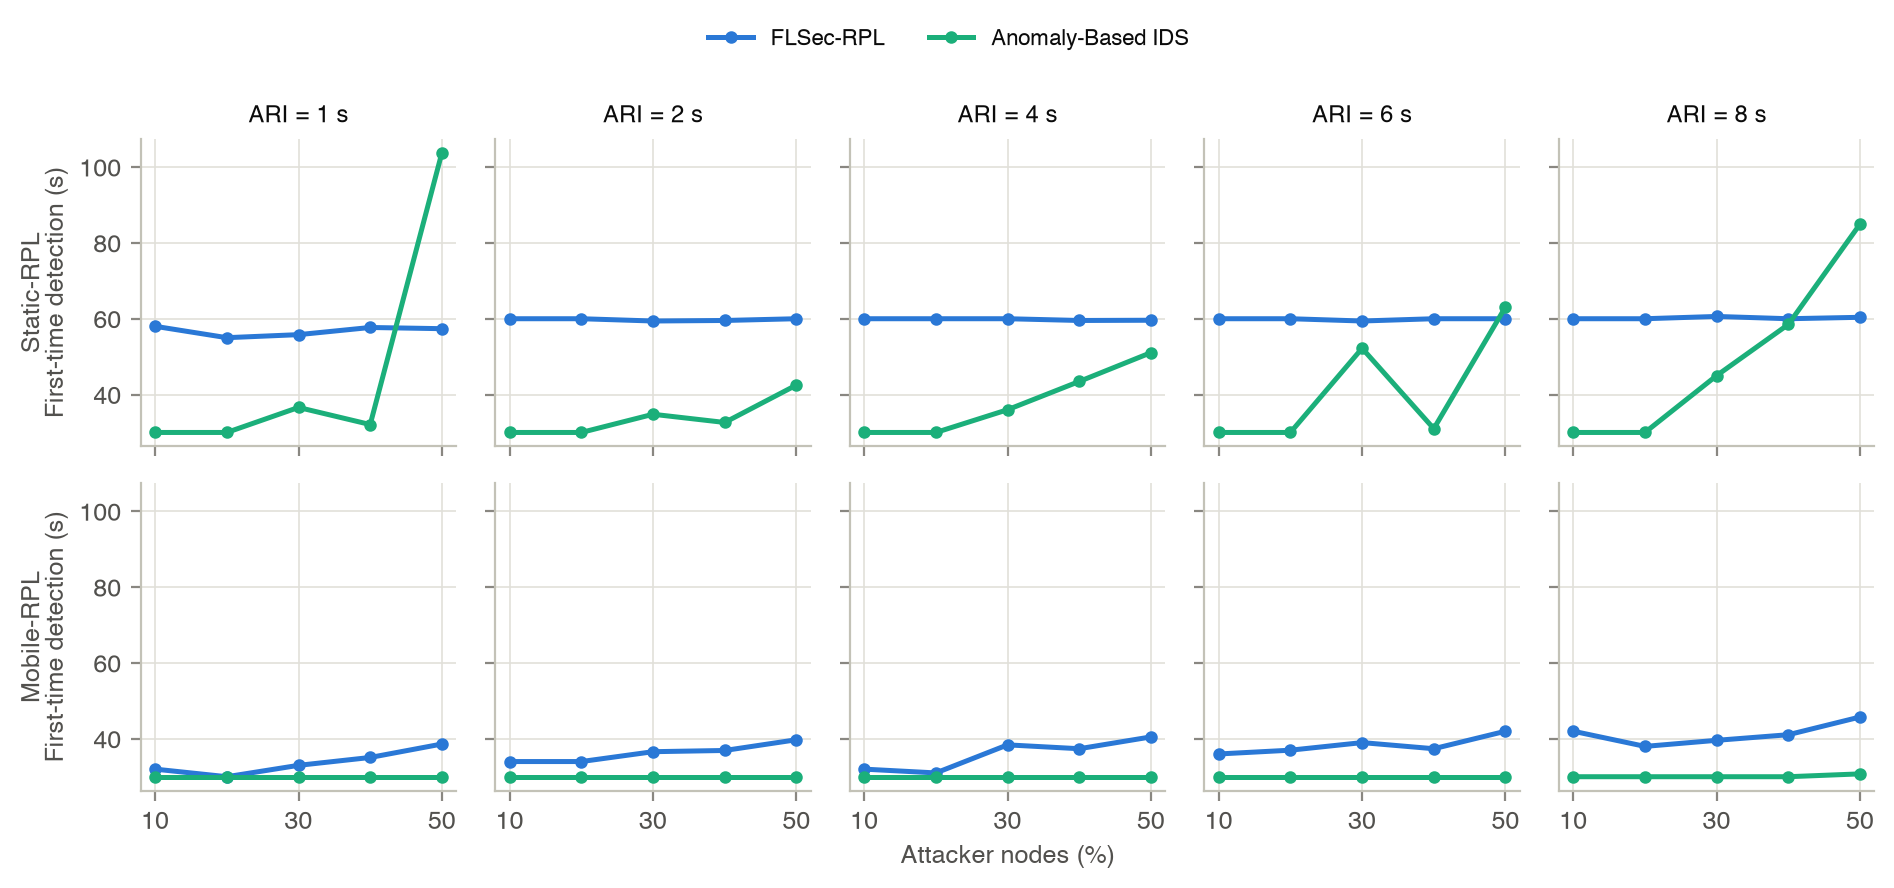 FLSec-RPL
Anomaly-Based IDS
ARI = 1 s
ARI = 2 s
ARI = 4 s
ARI = 6 s
ARI = 8 s
Static-RPL
First-time detection (s)
100
80
60
40
Mobile-RPL
First-time detection (s)
100
80
60
40
10 30 50
10 30 50
10 30 50
10 30 50
10 30 50
Attacker nodes (%)